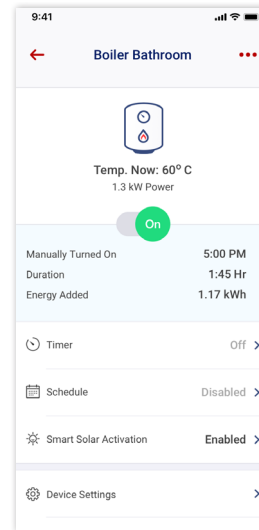 9:41
Boiler Bathroom
Temp. Now: 60⁰ C
1.3 kW Power
On
Manually Turned On 5:00 PM
Duration 1:45 Hr
Energy Added 1.17 kWh
Timer Off
Schedule Disabled
Smart Solar Activation Enabled
Device Settings